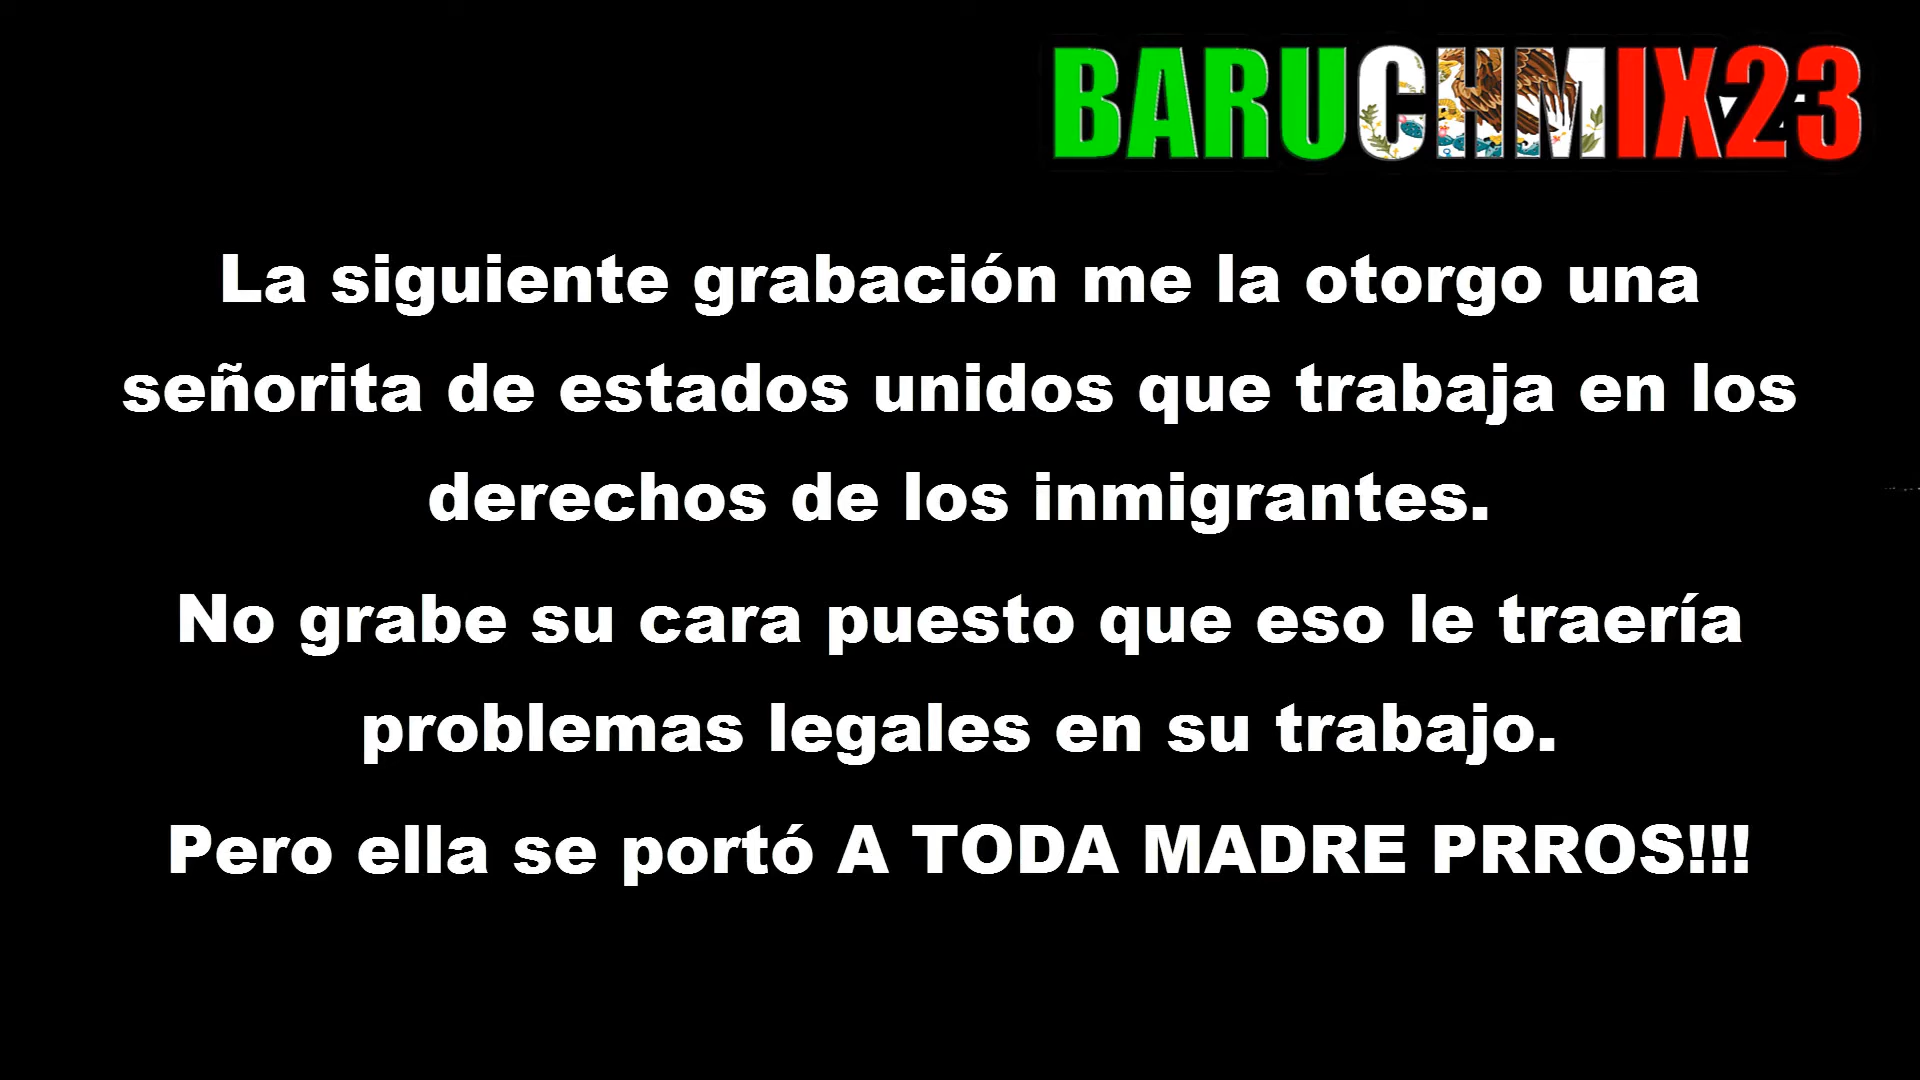 BARUCHMIX23
La siguiente grabación me la otorgo una
señorita de estados unidos que trabaja en los
derechos de los inmigrantes.
No grabe su cara puesto que eso le traería
problemas legales en su trabajo.
Pero ella se portó A TODA MADRE PRROS!!!